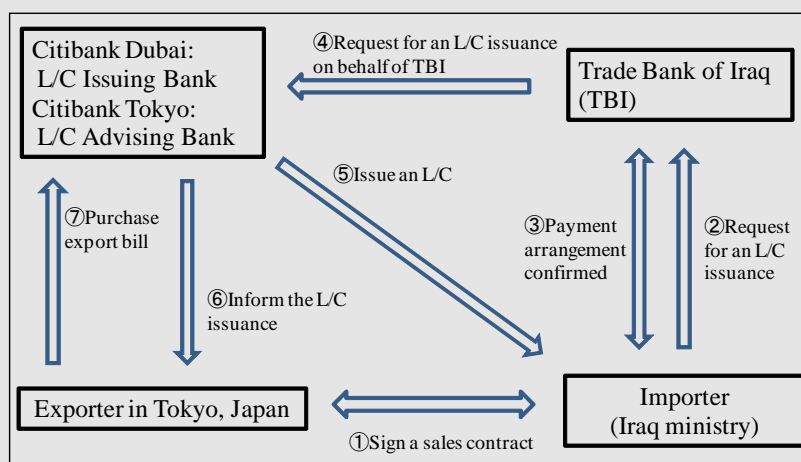 Citibank Dubai:
L/C Issuing Bank
Citibank Tokyo:
L/C Advising Bank
④Request for an L/C issuance
on behalf of TBI
Trade Bank of Iraq
(TBI)
⑤Issue an L/C
⑦Purchase
export bill
③Payment
arrangement
confirmed
②Request
for an L/C
issuance
⑥Inform the L/C
issuance
Exporter in Tokyo, Japan
Importer
(Iraq ministry)
①Sign a sales contract